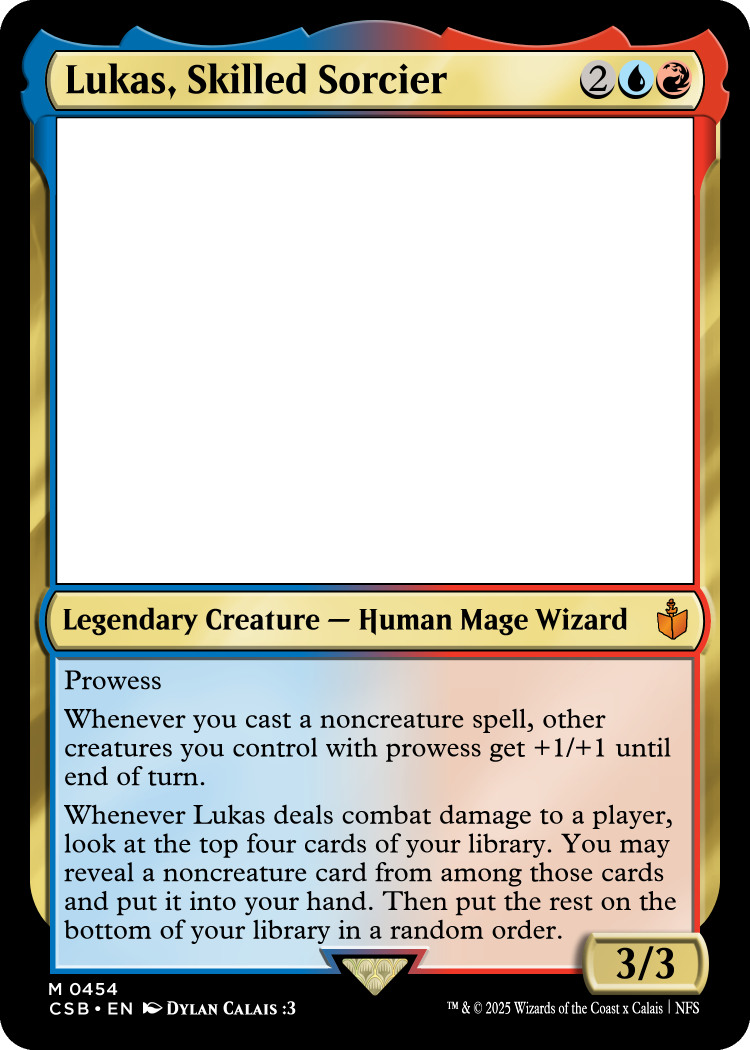 Lukas, Skilled Sorcier 2
Legendary Creature — Human Mage Wizard
Prowess
Whenever you cast a noncreature spell, other
creatures you control with prowess get +1/+1 until
end of turn.
Whenever Lukas deals combat damage to a player,
look at the top four cards of your library. You may
reveal a noncreature card from among those cards
and put it into your hand. Then put the rest on the
bottom of your library in a random order.
3/3
M 0454
CSB • EN Dylan Calais :3
™ & © 2025 Wizards of the Coast x Calais | NFS